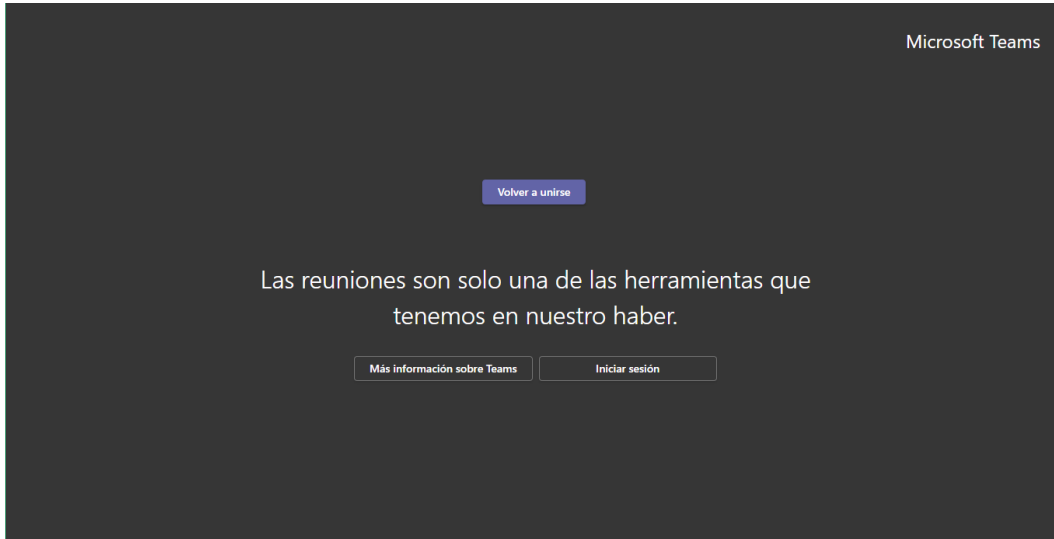 Microsoft Teams
Volver a unirse
Las reuniones son solo una de las herramientas que
tenemos en nuestro haber.
Más información sobre Teams
Iniciar sesión